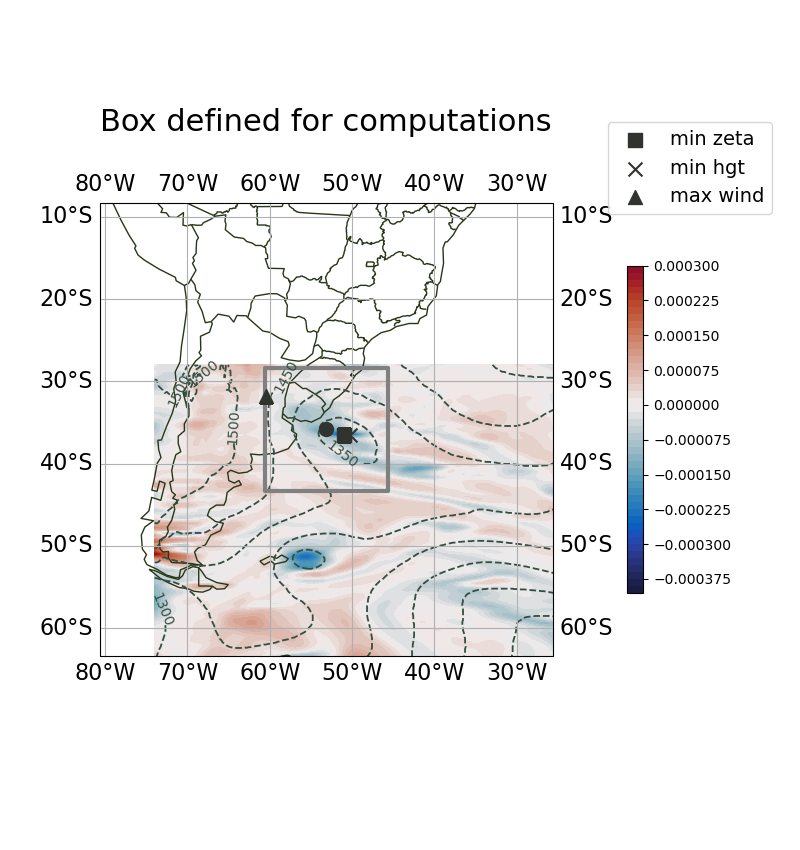 Box defined for computations
min zeta
min hgt
max wind
80°W 70°W 60°W 50°W 40°W 30°W
10°S 10°S
20°S 20°S
30°S 30°S
40°S 40°S
50°S 50°S
60°S 60°S
80°W 70°W 60°W 50°W 40°W 30°W
1500
1500
1450
1500
1350
1300
0.000300
0.000225
0.000150
0.000075
0.000000
−0.000075
−0.000150
−0.000225
−0.000300
−0.000375